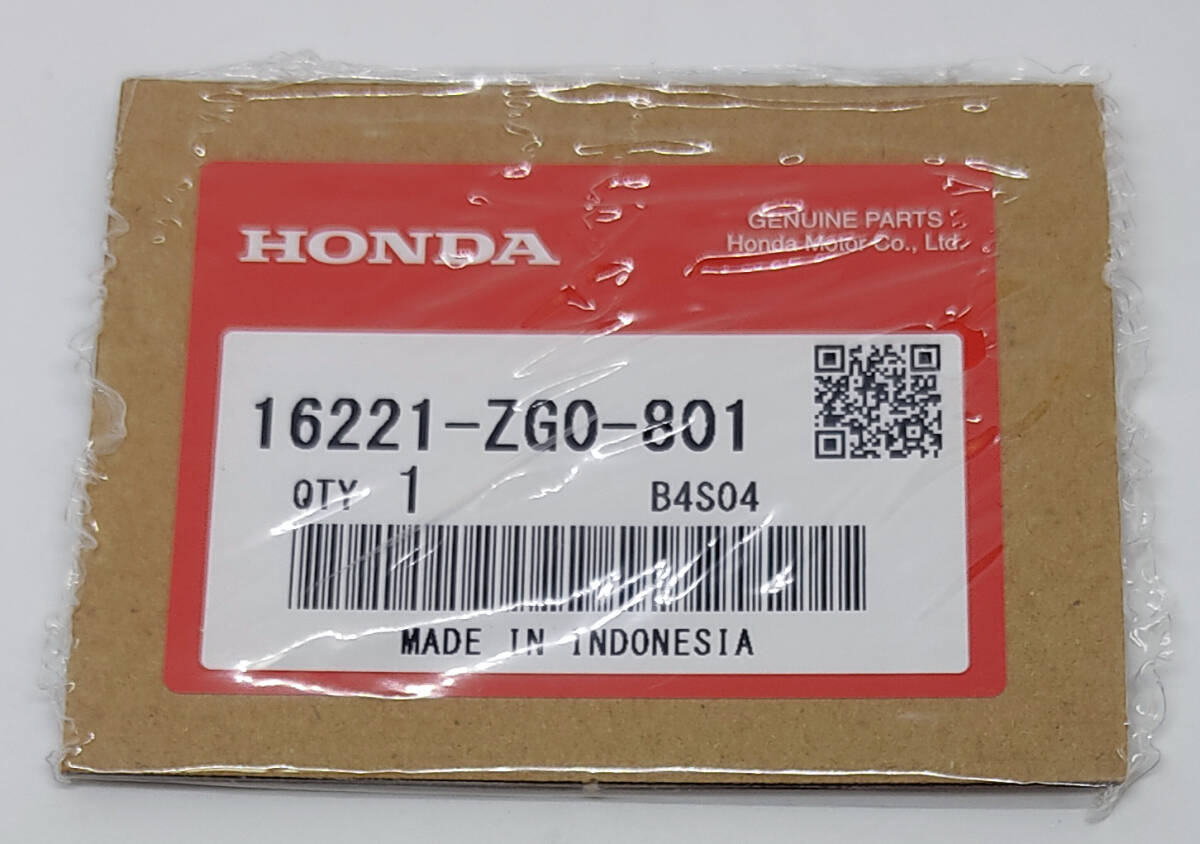 HONDA
GENUINE PARTS
Honda Motor Co., Ltd.
16221-ZG0-801
QTY 1 B4S04
MADE IN INDONESIA